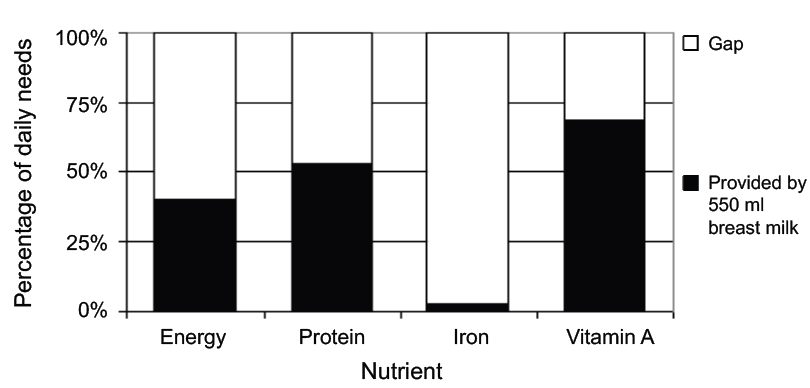 Percentage of daily needs
100%
75%
50%
25%
0%
Energy
Protein
Iron
Vitamin A
Nutrient
Gap
Provided by
550 ml
breast milk